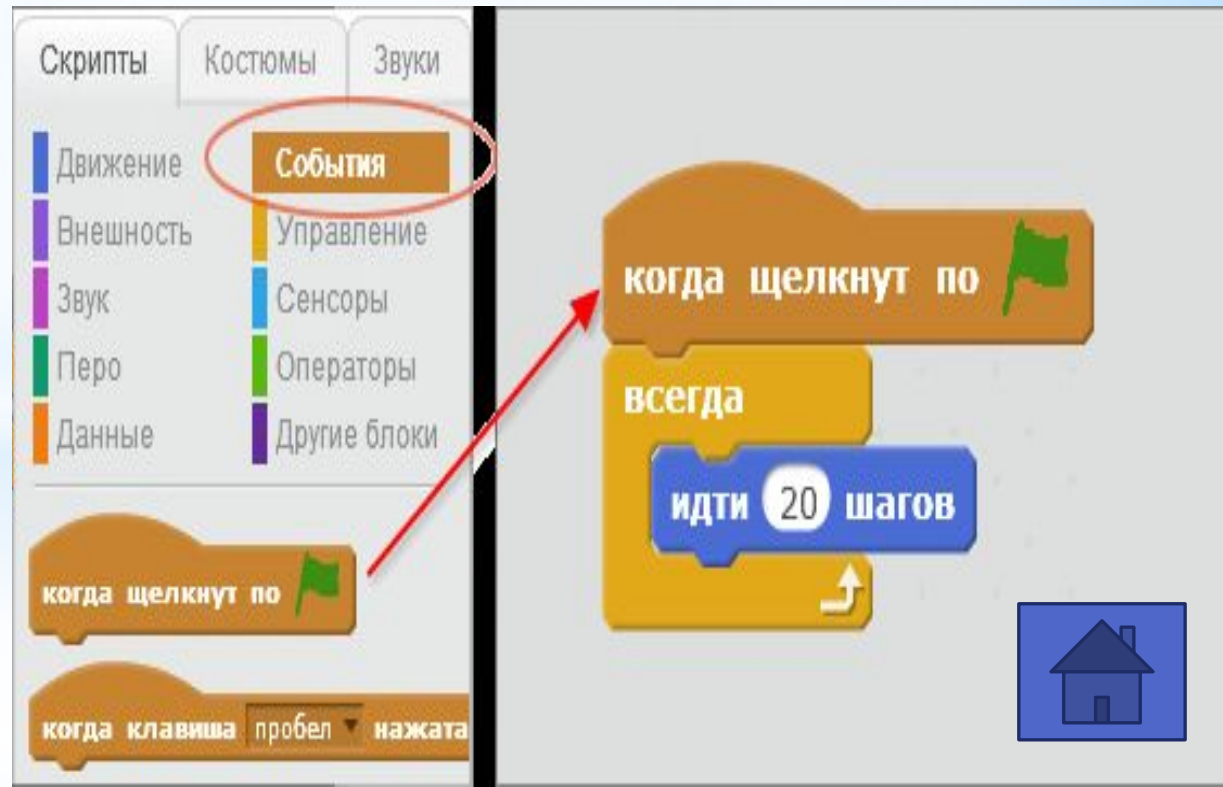 Скрипты Костюмы Звуки
Движение События
Внешность Управление
Звук Сенсоры
Перо Операторы
Данные Другие блоки
когда щелкнут по
когда клавиша пробел нажата
когда щелкнут по
всегда
идти 20 шагов